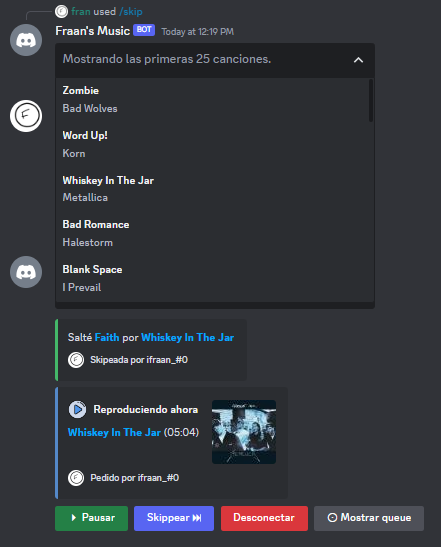 fran used /skip
Fraan's Music BOT Today at 12:19 PM
Mostrando las primeras 25 canciones.
Zombie
Bad Wolves
Word Up!
Korn
Whiskey In The Jar
Metallica
Bad Romance
Halestorm
Blank Space
I Prevail
Salté Faith por Whiskey In The Jar
Skipeada por ifraan_#0
Reproduciendo ahora
Whiskey In The Jar (05:04)
Pedido por ifraan_#0
Pausar
Skippear
Desconectar
Mostrar queue